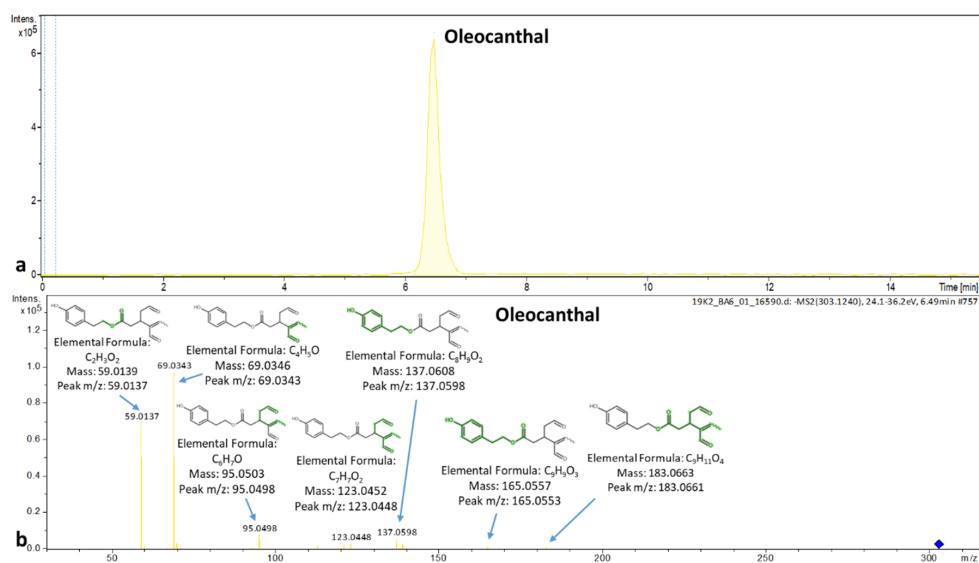 Intens.
x10⁵
Oleocanthal
6
4
2
0
a
0 2 4 6 8 10 12 14 Time [min]
Intens.
x10⁵
19K2_BA6_01_16590.d: -MS2(303.1240), 24.1-36.2eV, 6.49min #757
Oleocanthal
1.2
1.0
0.8
0.6
0.4
0.2
0.0
b
HO
O
O
O
O
Elemental Formula:
C₂H₃O₂
Mass: 59.0139
Peak m/z: 59.0137
59.0137
HO
O
O
O
O
Elemental Formula: C₄H₅O
Mass: 69.0346
Peak m/z: 69.0343
69.0343
HO
O
O
O
O
Elemental Formula: C₈H₉O₂
Mass: 137.0608
Peak m/z: 137.0598
HO
O
O
O
O
Elemental Formula:
C₆H₇O
Mass: 95.0503
Peak m/z: 95.0498
95.0498
HO
O
O
O
O
Elemental Formula:
C₇H₇O₂
Mass: 123.0452
Peak m/z: 123.0448
123.0448
137.0598
HO
O
O
O
O
Elemental Formula: C₉H₉O₃
Mass: 165.0557
Peak m/z: 165.0553
HO
O
O
O
O
Elemental Formula: C₉H₁₁O₄
Mass: 183.0663
Peak m/z: 183.0661
50 100 150 200 250 300 m/z